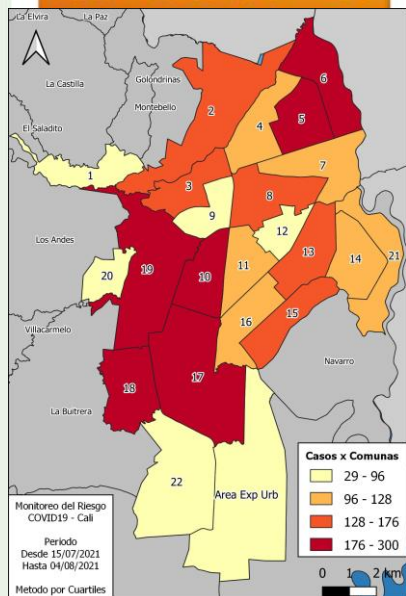 La Elvira
La Paz
La Castilla
Golondrinas
Montebello
El Saladito
Los Andes
Villacarmelo
La Buitrera
Navarro
6
2
4
5
7
1
3
8
9
12
19
10
11
13
14
21
20
16
15
18
17
22
Area Exp Urb
Monitoreo del Riesgo
COVID19 - Cali
Periodo
Desde 15/07/2021
Hasta 04/08/2021
Metodo por Cuartiles
Casos x Comunas
29 - 96
96 - 128
128 - 176
176 - 300
0 1 2 km